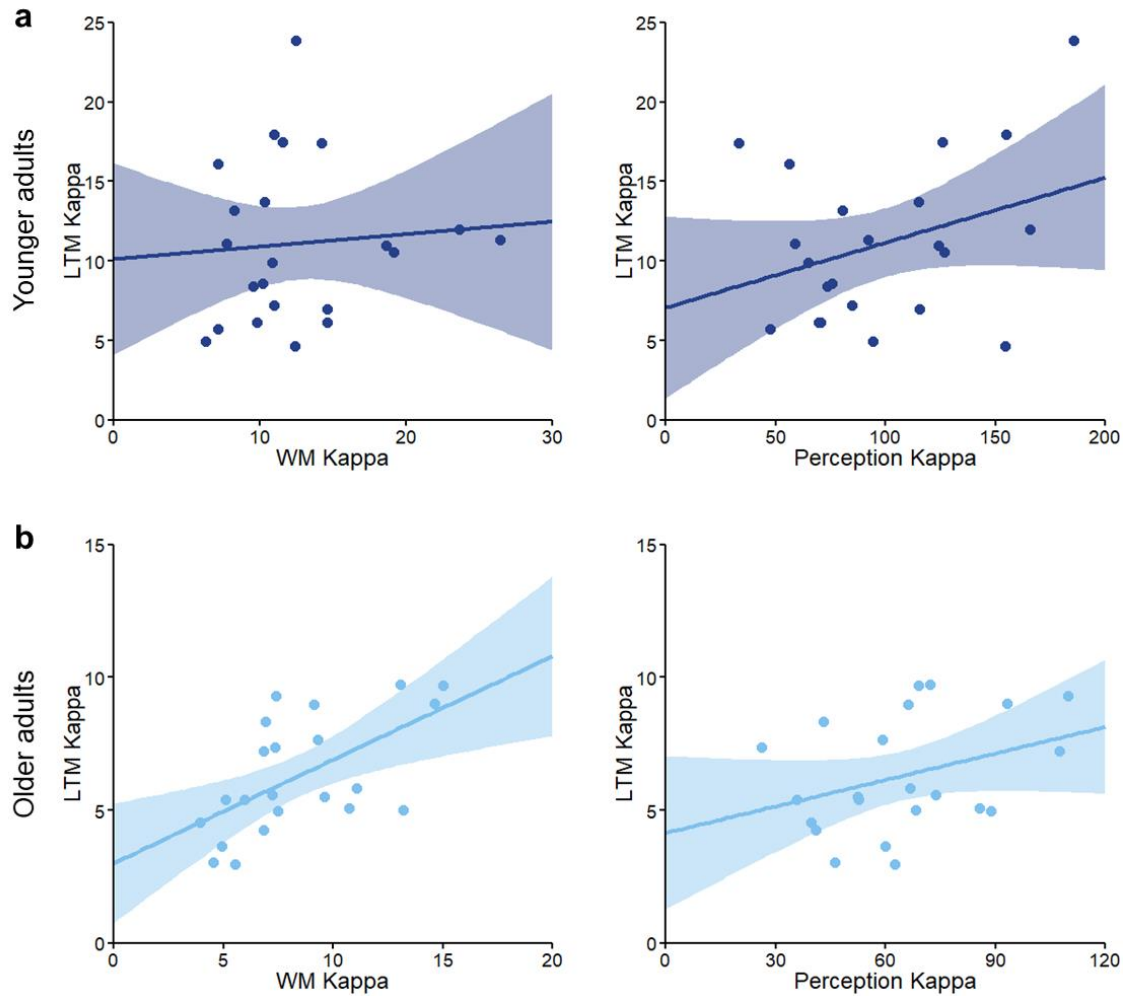 a
Younger adults
25
20
15
10
5
0
LTM Kappa
0 10 20 30
WM Kappa
25
20
15
10
5
0
LTM Kappa
0 50 100 150 200
Perception Kappa
b
Older adults
15
10
5
0
LTM Kappa
0 5 10 15 20
WM Kappa
15
10
5
0
LTM Kappa
0 30 60 90 120
Perception Kappa